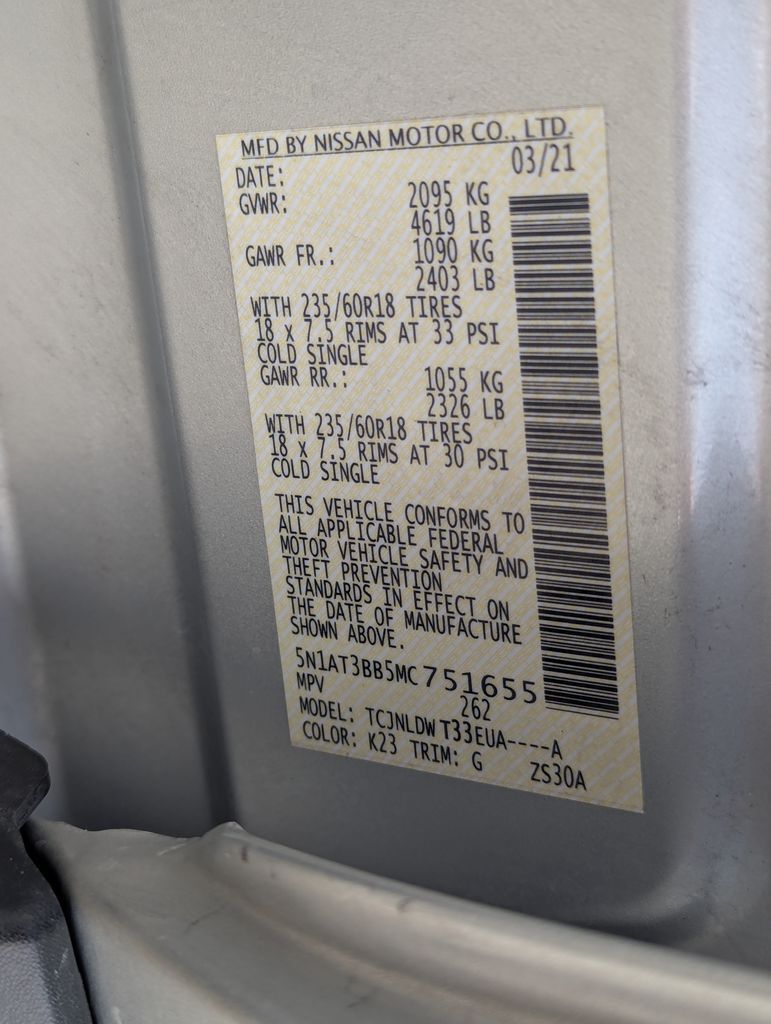 MFD BY NISSAN MOTOR CO., LTD.
DATE: 03/21
GVWR: 2095 KG
4619 LB
GAWR FR.: 1090 KG
2403 LB
WITH 235/60R18 TIRES
18 X 7.5 RIMS AT 33 PSI
COLD SINGLE
GAWR RR.: 1055 KG
2326 LB
WITH 235/60R18 TIRES
18 X 7.5 RIMS AT 30 PSI
COLD SINGLE
THIS VEHICLE CONFORMS TO
ALL APPLICABLE FEDERAL
MOTOR VEHICLE SAFETY AND
THEFT PREVENTION
STANDARDS IN EFFECT ON
THE DATE OF MANUFACTURE
SHOWN ABOVE.
5N1AT3BB5MC751655
MPV 262
MODEL: TCJNLDWT33EUA----A
COLOR: K23 TRIM: G ZS30A